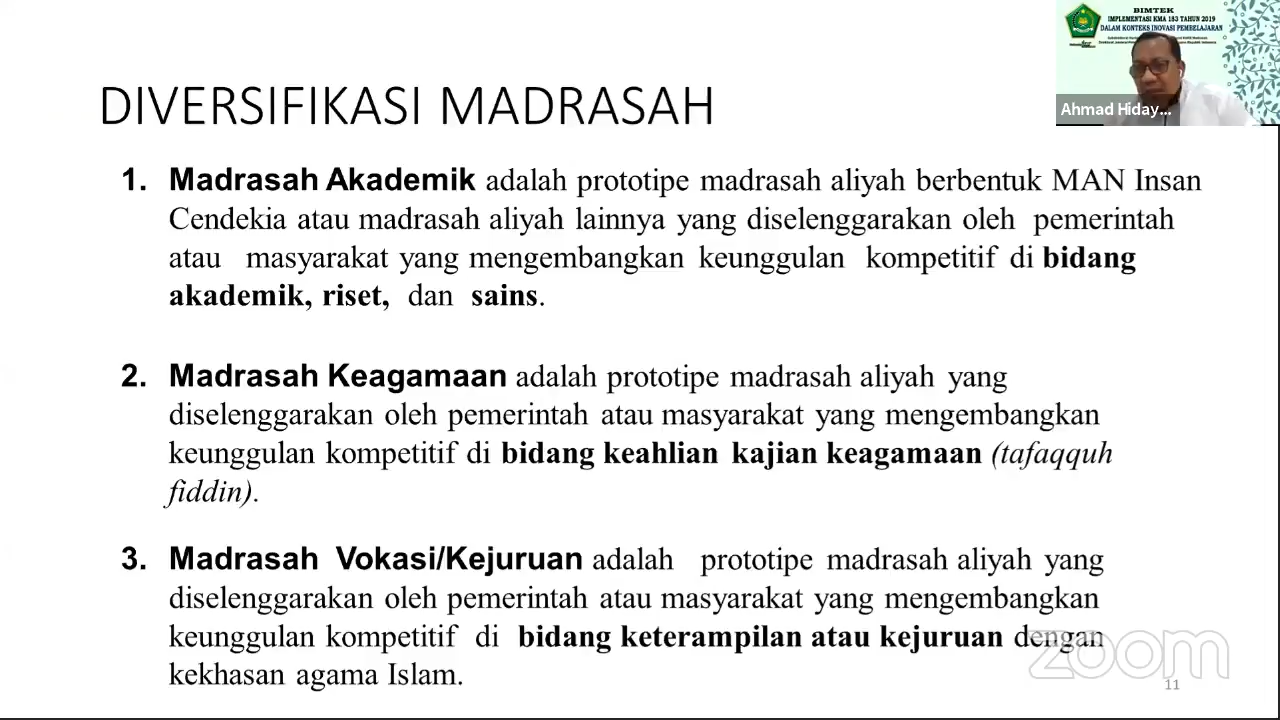 BIMTEK
IMPLEMENTASI KMA 183 TAHUN 2019
DALAM KONTEKS INOVASI PEMBELAJARAN
Ahmad Hiday...
DIVERSIFIKASI MADRASAH
1. Madrasah Akademik adalah prototipe madrasah aliyah berbentuk MAN Insan
Cendekia atau madrasah aliyah lainnya yang diselenggarakan oleh pemerintah
atau masyarakat yang mengembangkan keunggulan kompetitif di bidang
akademik, riset, dan sains.
2. Madrasah Keagamaan adalah prototipe madrasah aliyah yang
diselenggarakan oleh pemerintah atau masyarakat yang mengembangkan
keunggulan kompetitif di bidang keahlian kajian keagamaan (tafaqquh
fiddin).
3. Madrasah Vokasi/Kejuruan adalah prototipe madrasah aliyah yang
diselenggarakan oleh pemerintah atau masyarakat yang mengembangkan
keunggulan kompetitif di bidang keterampilan atau kejuruan dengan
kekhasan agama Islam.
zoom
11